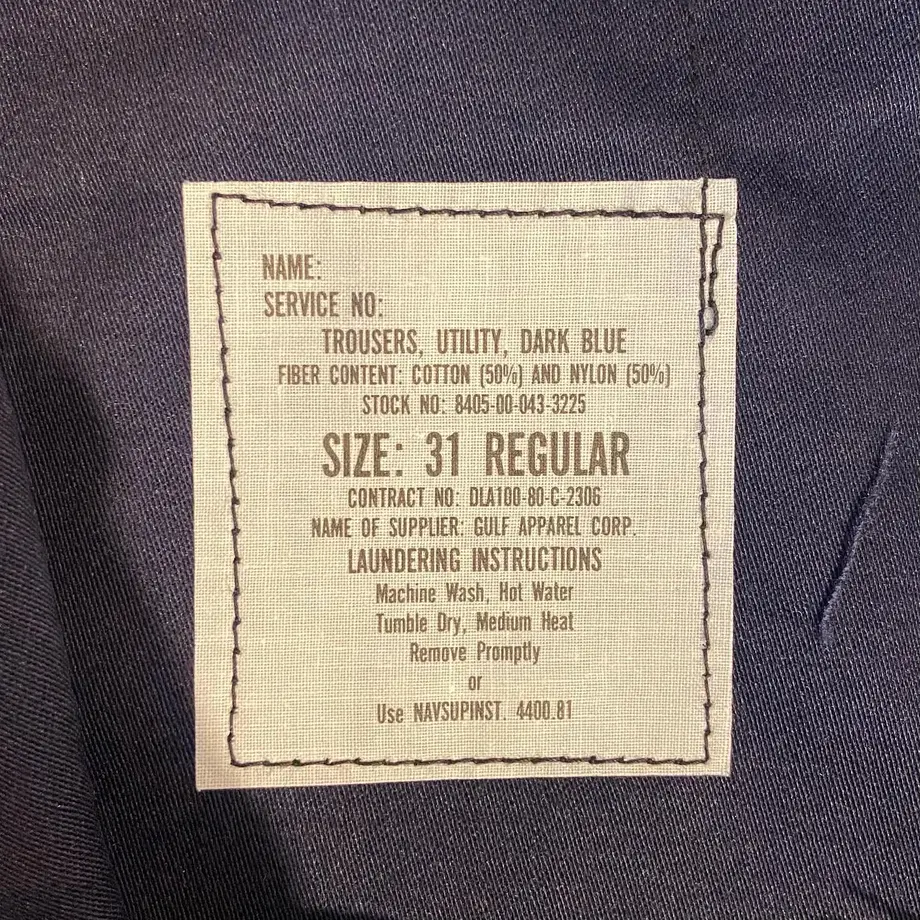 NAME:
SERVICE NO:
TROUSERS, UTILITY, DARK BLUE
FIBER CONTENT: COTTON (50%) AND NYLON (50%)
STOCK NO: 8405-00-043-3225
SIZE: 31 REGULAR
CONTRACT NO: DLA100-80-C-2306
NAME OF SUPPLIER: GULF APPAREL CORP.
LAUNDERING INSTRUCTIONS
Machine Wash, Hot Water
Tumble Dry, Medium Heat
Remove Promptly
or
Use NAVSUPINST. 4400.81